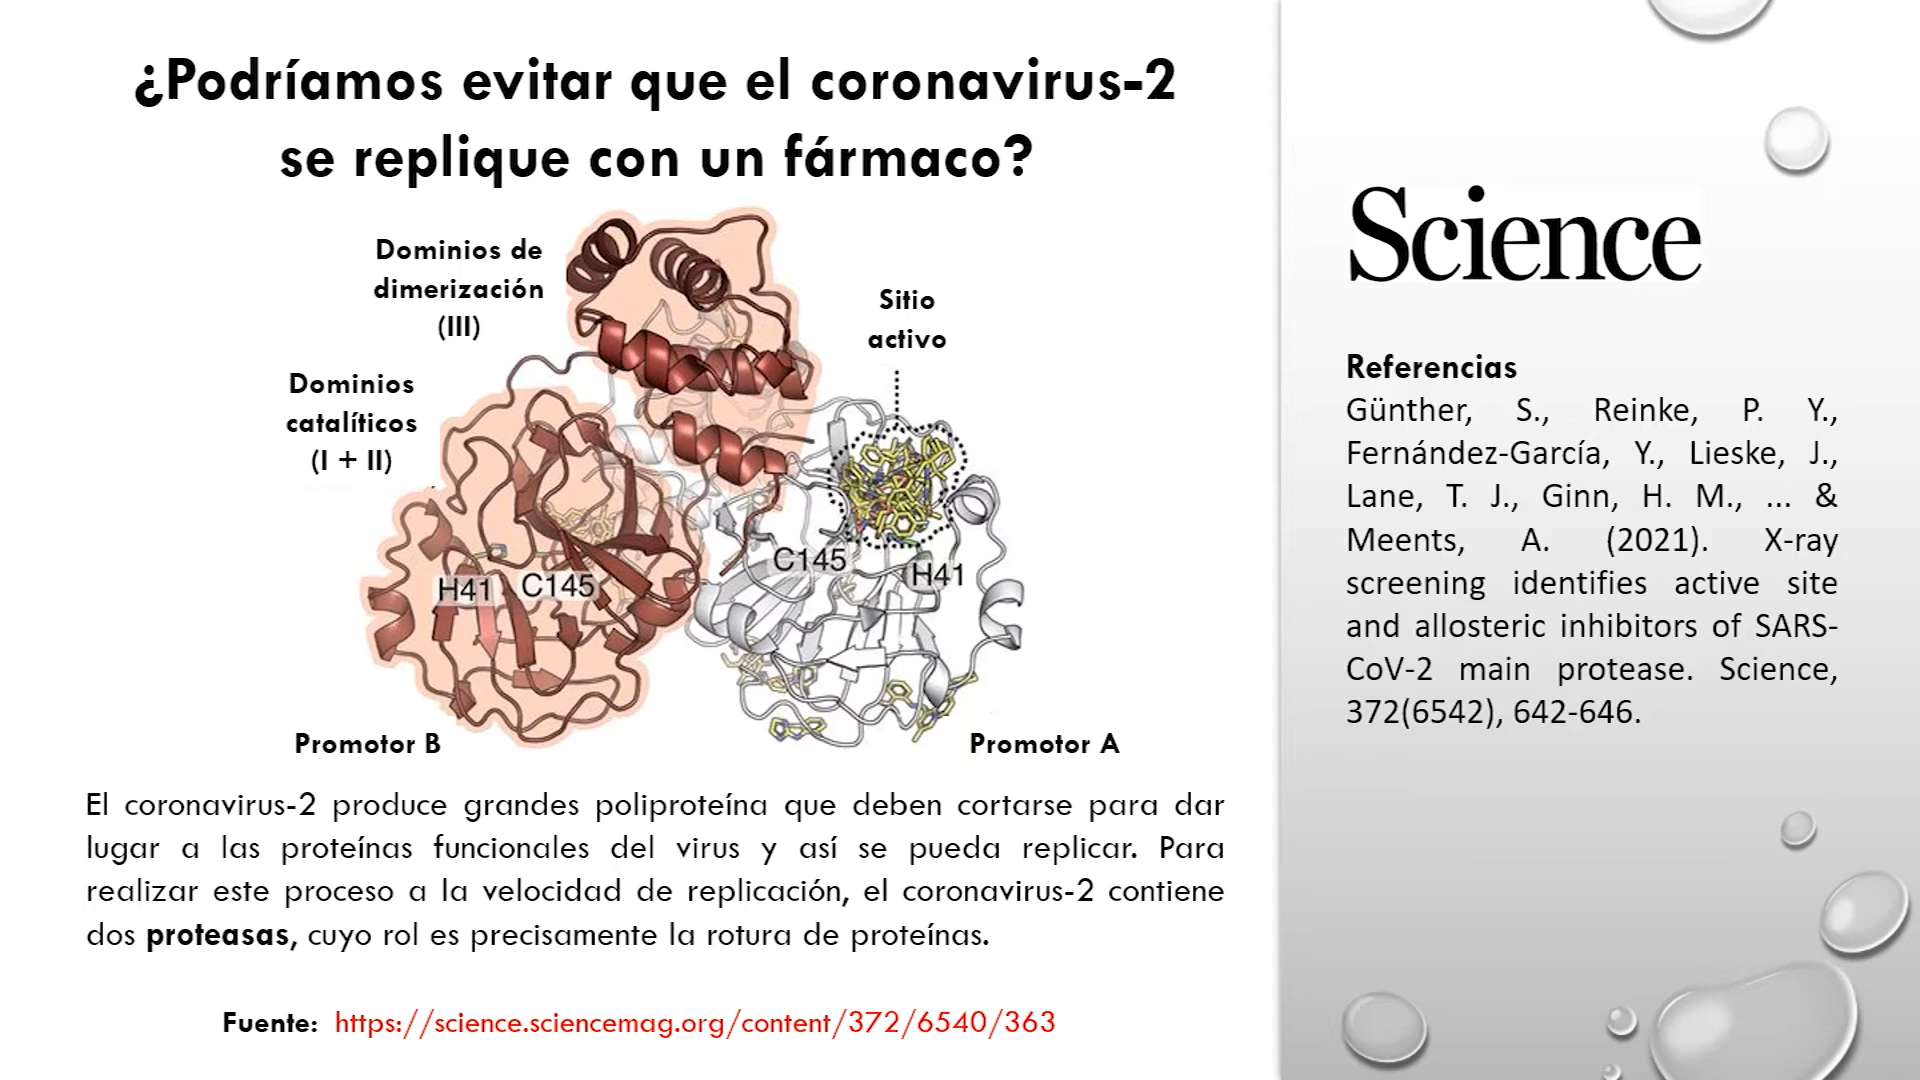 ¿Podríamos evitar que el coronavirus-2
se replique con un fármaco?
Dominios de
dimerización
(III)
Sitio
activo
Dominios
catalíticos
(I + II)
C145
H41
H41
C145
Promotor B
Promotor A
El coronavirus-2 produce grandes poliproteína que deben cortarse para dar
lugar a las proteínas funcionales del virus y así se pueda replicar. Para
realizar este proceso a la velocidad de replicación, el coronavirus-2 contiene
dos proteasas, cuyo rol es precisamente la rotura de proteínas.
Fuente: https://science.sciencemag.org/content/372/6540/363
Science
Referencias
Günther, S., Reinke, P. Y.,
Fernández-García, Y., Lieske, J.,
Lane, T. J., Ginn, H. M., ... &
Meents, A. (2021). X-ray
screening identifies active site
and allosteric inhibitors of SARS-
CoV-2 main protease. Science,
372(6542), 642-646.